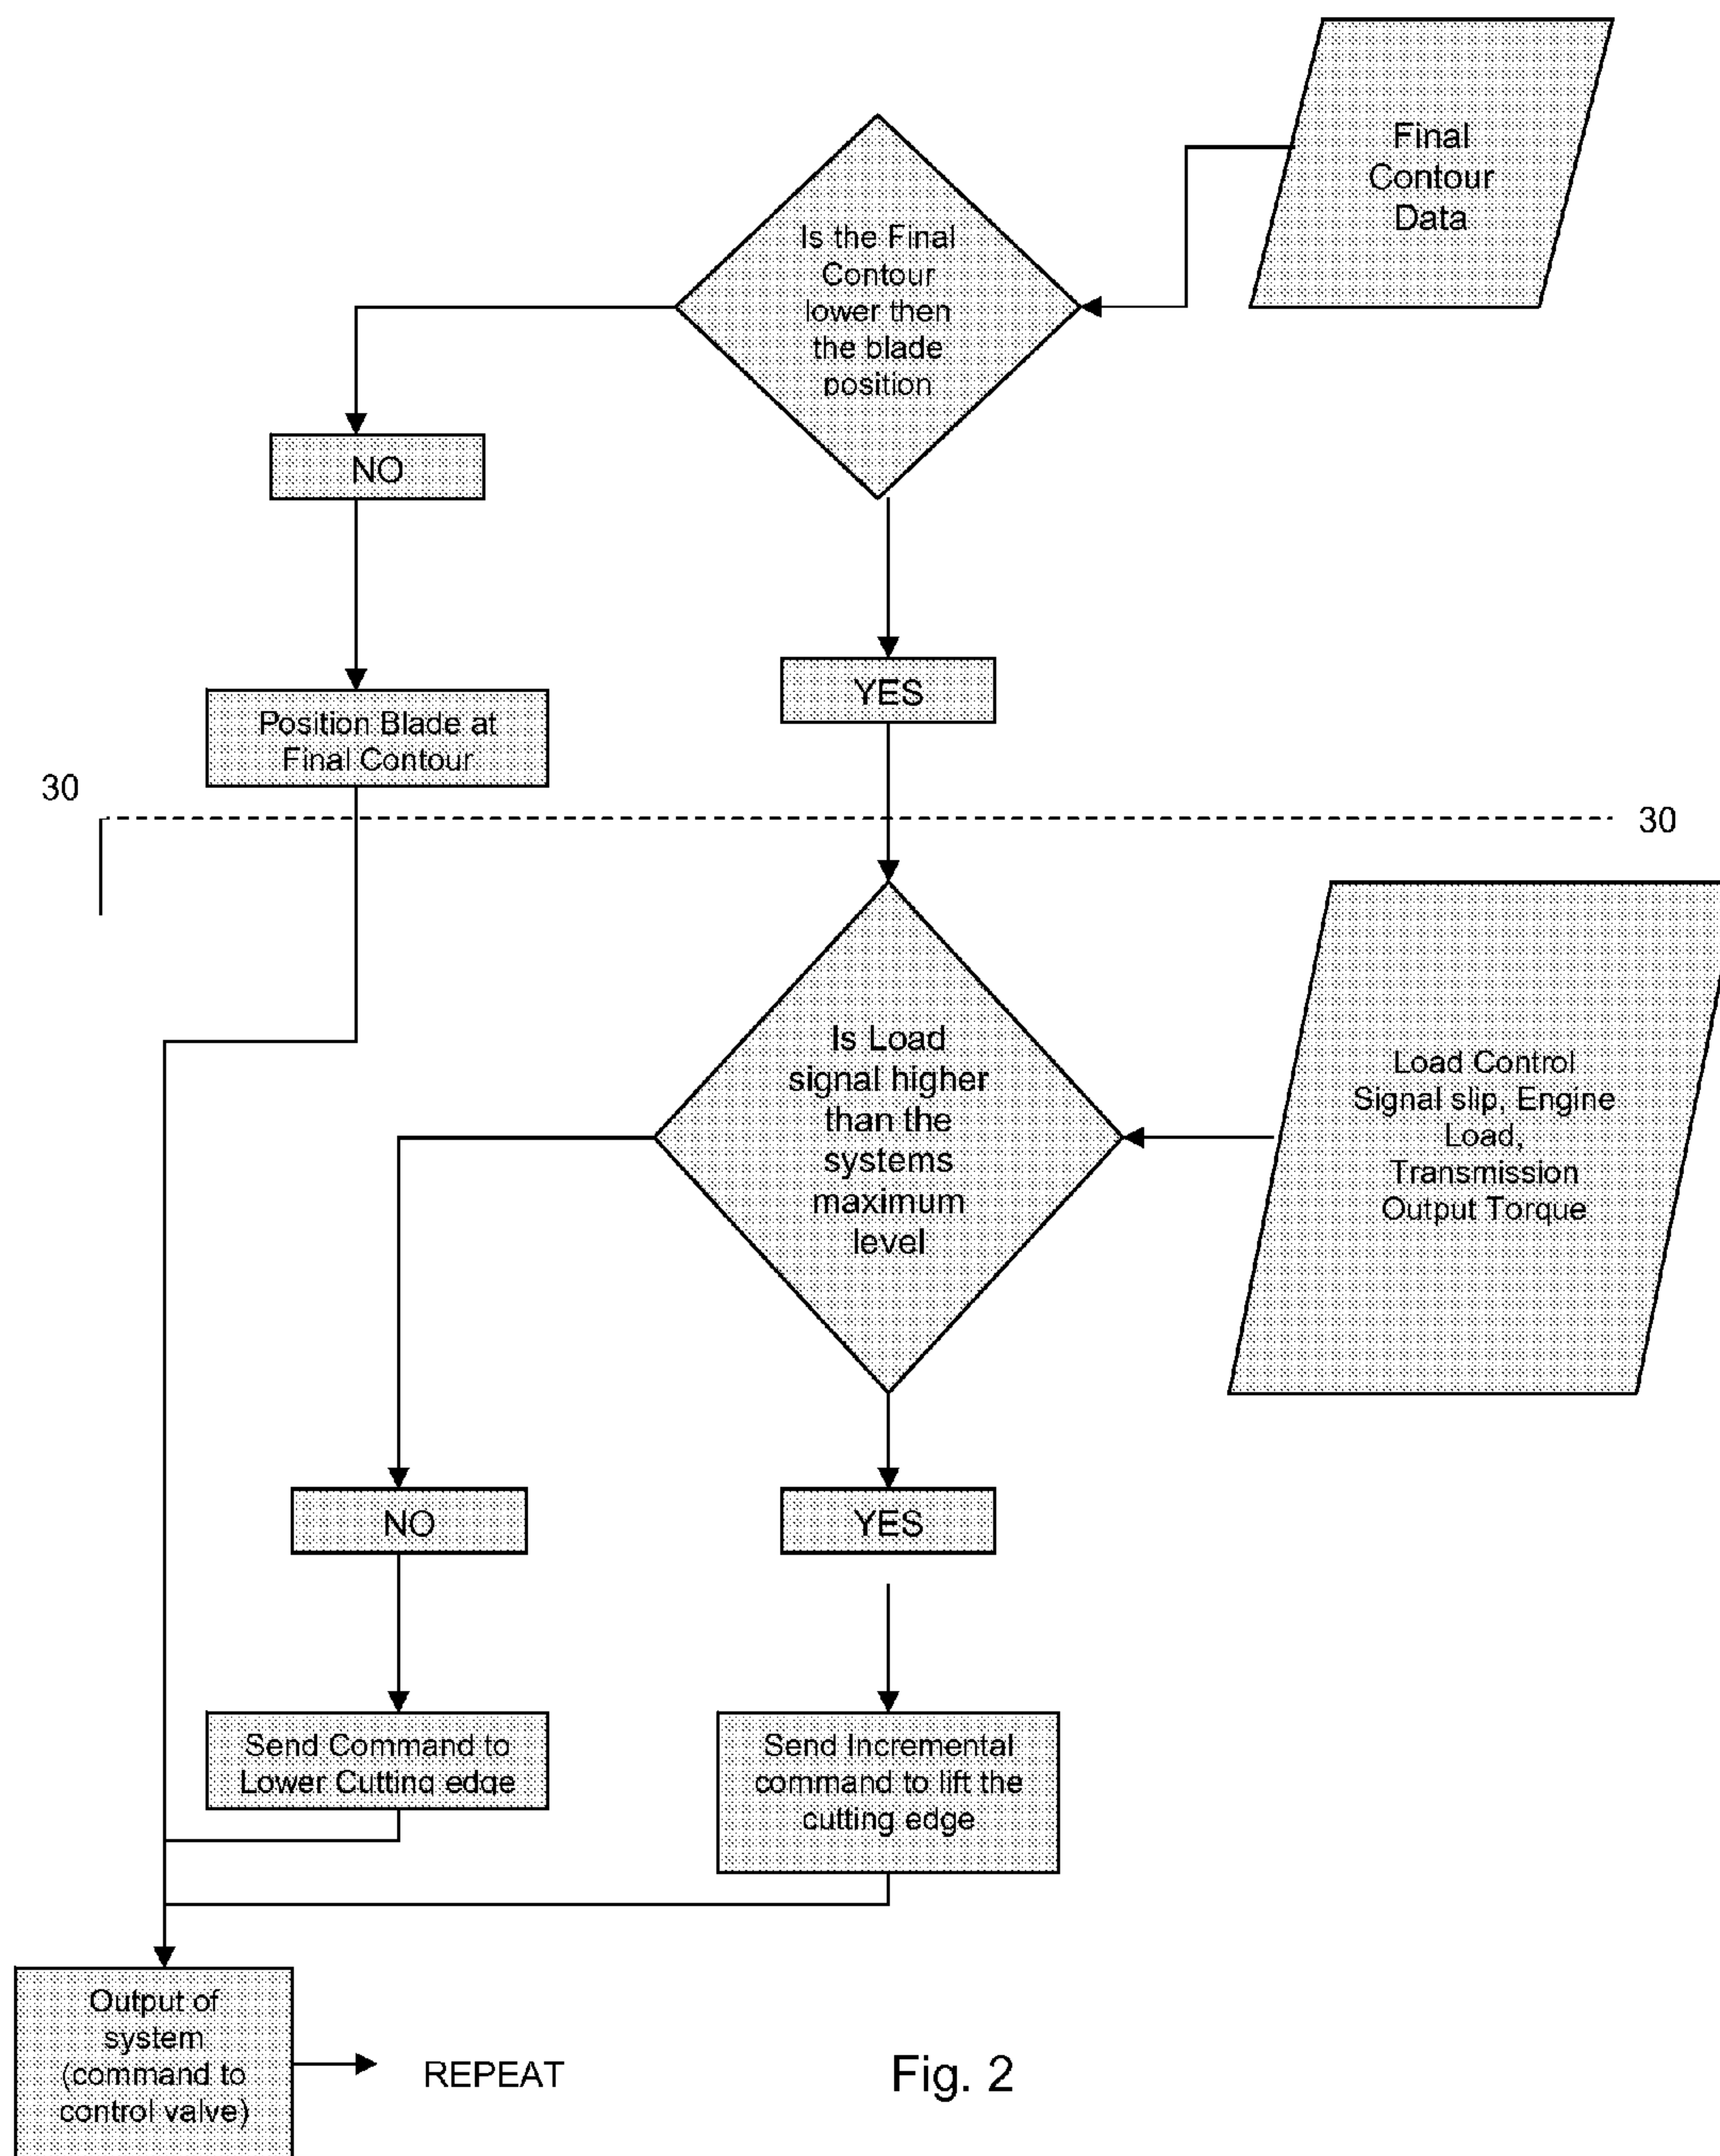 Final
Contour
Data
Is the Final
Contour
lower then
the blade
position
NO
YES
Position Blade at
Final Contour
30
30
Is Load
signal higher
than the
systems
maximum
level
Load Control
Signal slip, Engine
Load,
Transmission
Output Torque
NO
YES
Send Command to
Lower Cutting edge
Send Incremental
command to lift the
cutting edge
Output of
system
(command to
control valve)
REPEAT
Fig. 2